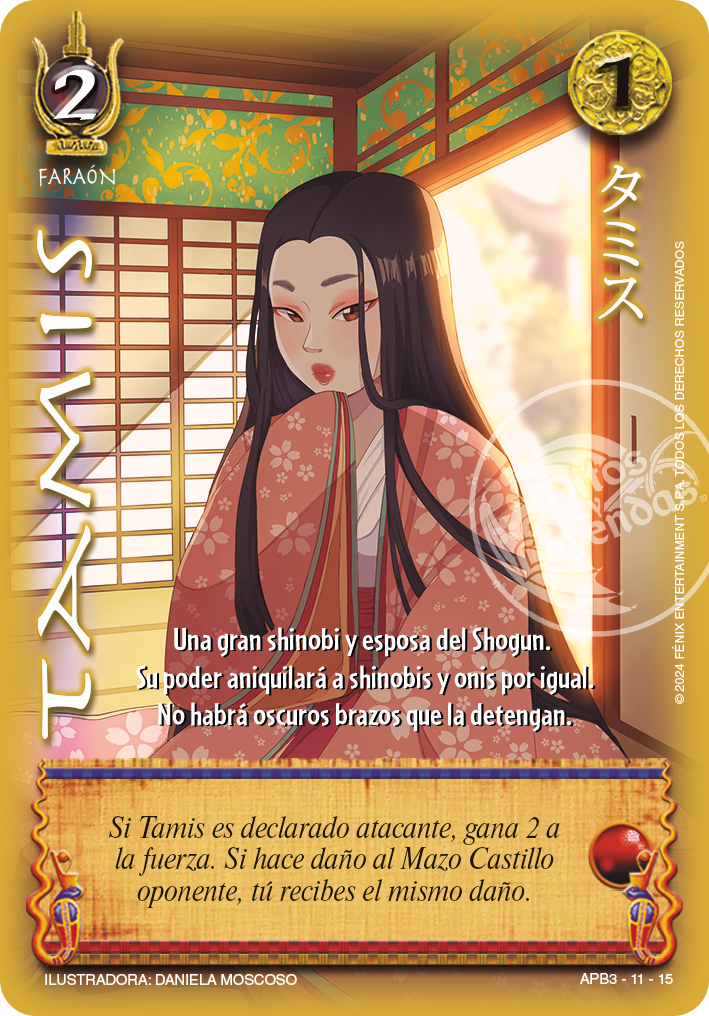 2
1
FARAÓN
TAMIS
タミス
© 2024 FÉNIX ENTERTAINMENT S.P.A. TODOS LOS DERECHOS RESERVADOS
Mitos
y
Leyendas®
Una gran shinobi y esposa del Shogun.
Su poder aniquilará a shinobis y onis por igual.
No habrá oscuros brazos que la detengan.
Si Tamis es declarado atacante, gana 2 a
la fuerza. Si hace daño al Mazo Castillo
oponente, tú recibes el mismo daño.
ILUSTRADORA: DANIELA MOSCOSO
APB3 - 11 - 15